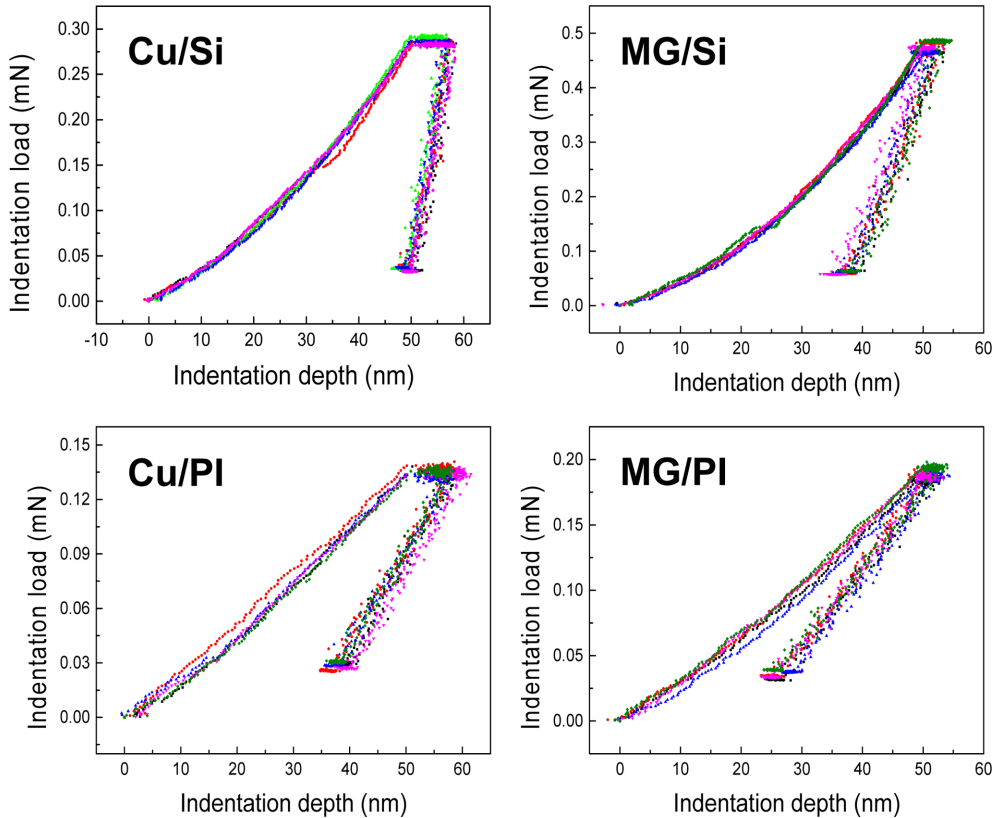 Cu/Si
Indentation load (mN)
0.30
0.25
0.20
0.15
0.10
0.05
0.00
-10 0 10 20 30 40 50 60
Indentation depth (nm)
MG/Si
Indentation load (mN)
0.5
0.4
0.3
0.2
0.1
0.0
0 10 20 30 40 50 60
Indentation depth (nm)
Cu/PI
Indentation load (mN)
0.15
0.12
0.09
0.06
0.03
0.00
0 10 20 30 40 50 60
Indentation depth (nm)
MG/PI
Indentation load (mN)
0.20
0.15
0.10
0.05
0.00
0 10 20 30 40 50 60
Indentation depth (nm)